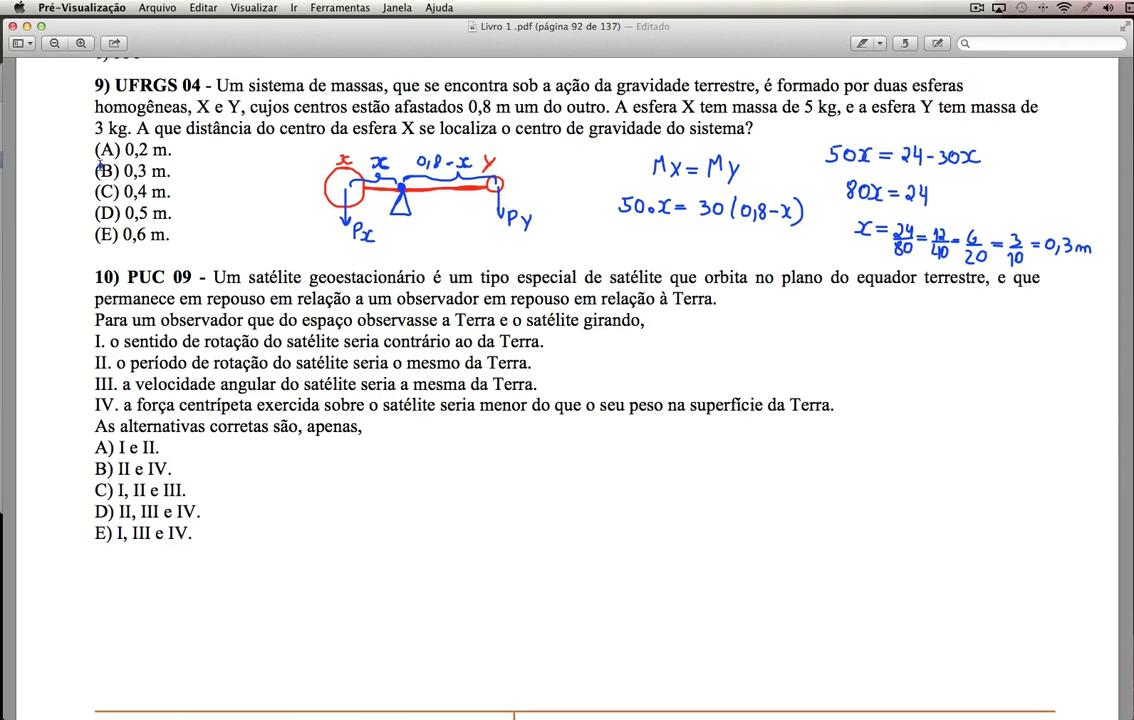 Pré-Visualização Arquivo Editar Visualizar Ir Ferramentas Janela Ajuda
Livro 1 .pdf (página 92 de 137) — Editado
9) UFRGS 04 - Um sistema de massas, que se encontra sob a ação da gravidade terrestre, é formado por duas esferas
homogêneas, X e Y, cujos centros estão afastados 0,8 m um do outro. A esfera X tem massa de 5 kg, e a esfera Y tem massa de
3 kg. A que distância do centro da esfera X se localiza o centro de gravidade do sistema?
(A) 0,2 m.
(B) 0,3 m.
(C) 0,4 m.
(D) 0,5 m.
(E) 0,6 m.
x x 0,8-x y
Px Py
Mx = My
50.x = 30(0,8-x)
50x = 24-30x
80x = 24
x = 24/80 = 12/40 = 6/20 = 3/10 = 0,3m
10) PUC 09 - Um satélite geoestacionário é um tipo especial de satélite que orbita no plano do equador terrestre, e que
permanece em repouso em relação a um observador em repouso em relação à Terra.
Para um observador que do espaço observasse a Terra e o satélite girando,
I. o sentido de rotação do satélite seria contrário ao da Terra.
II. o período de rotação do satélite seria o mesmo da Terra.
III. a velocidade angular do satélite seria a mesma da Terra.
IV. a força centrípeta exercida sobre o satélite seria menor do que o seu peso na superfície da Terra.
As alternativas corretas são, apenas,
A) I e II.
B) II e IV.
C) I, II e III.
D) II, III e IV.
E) I, III e IV.